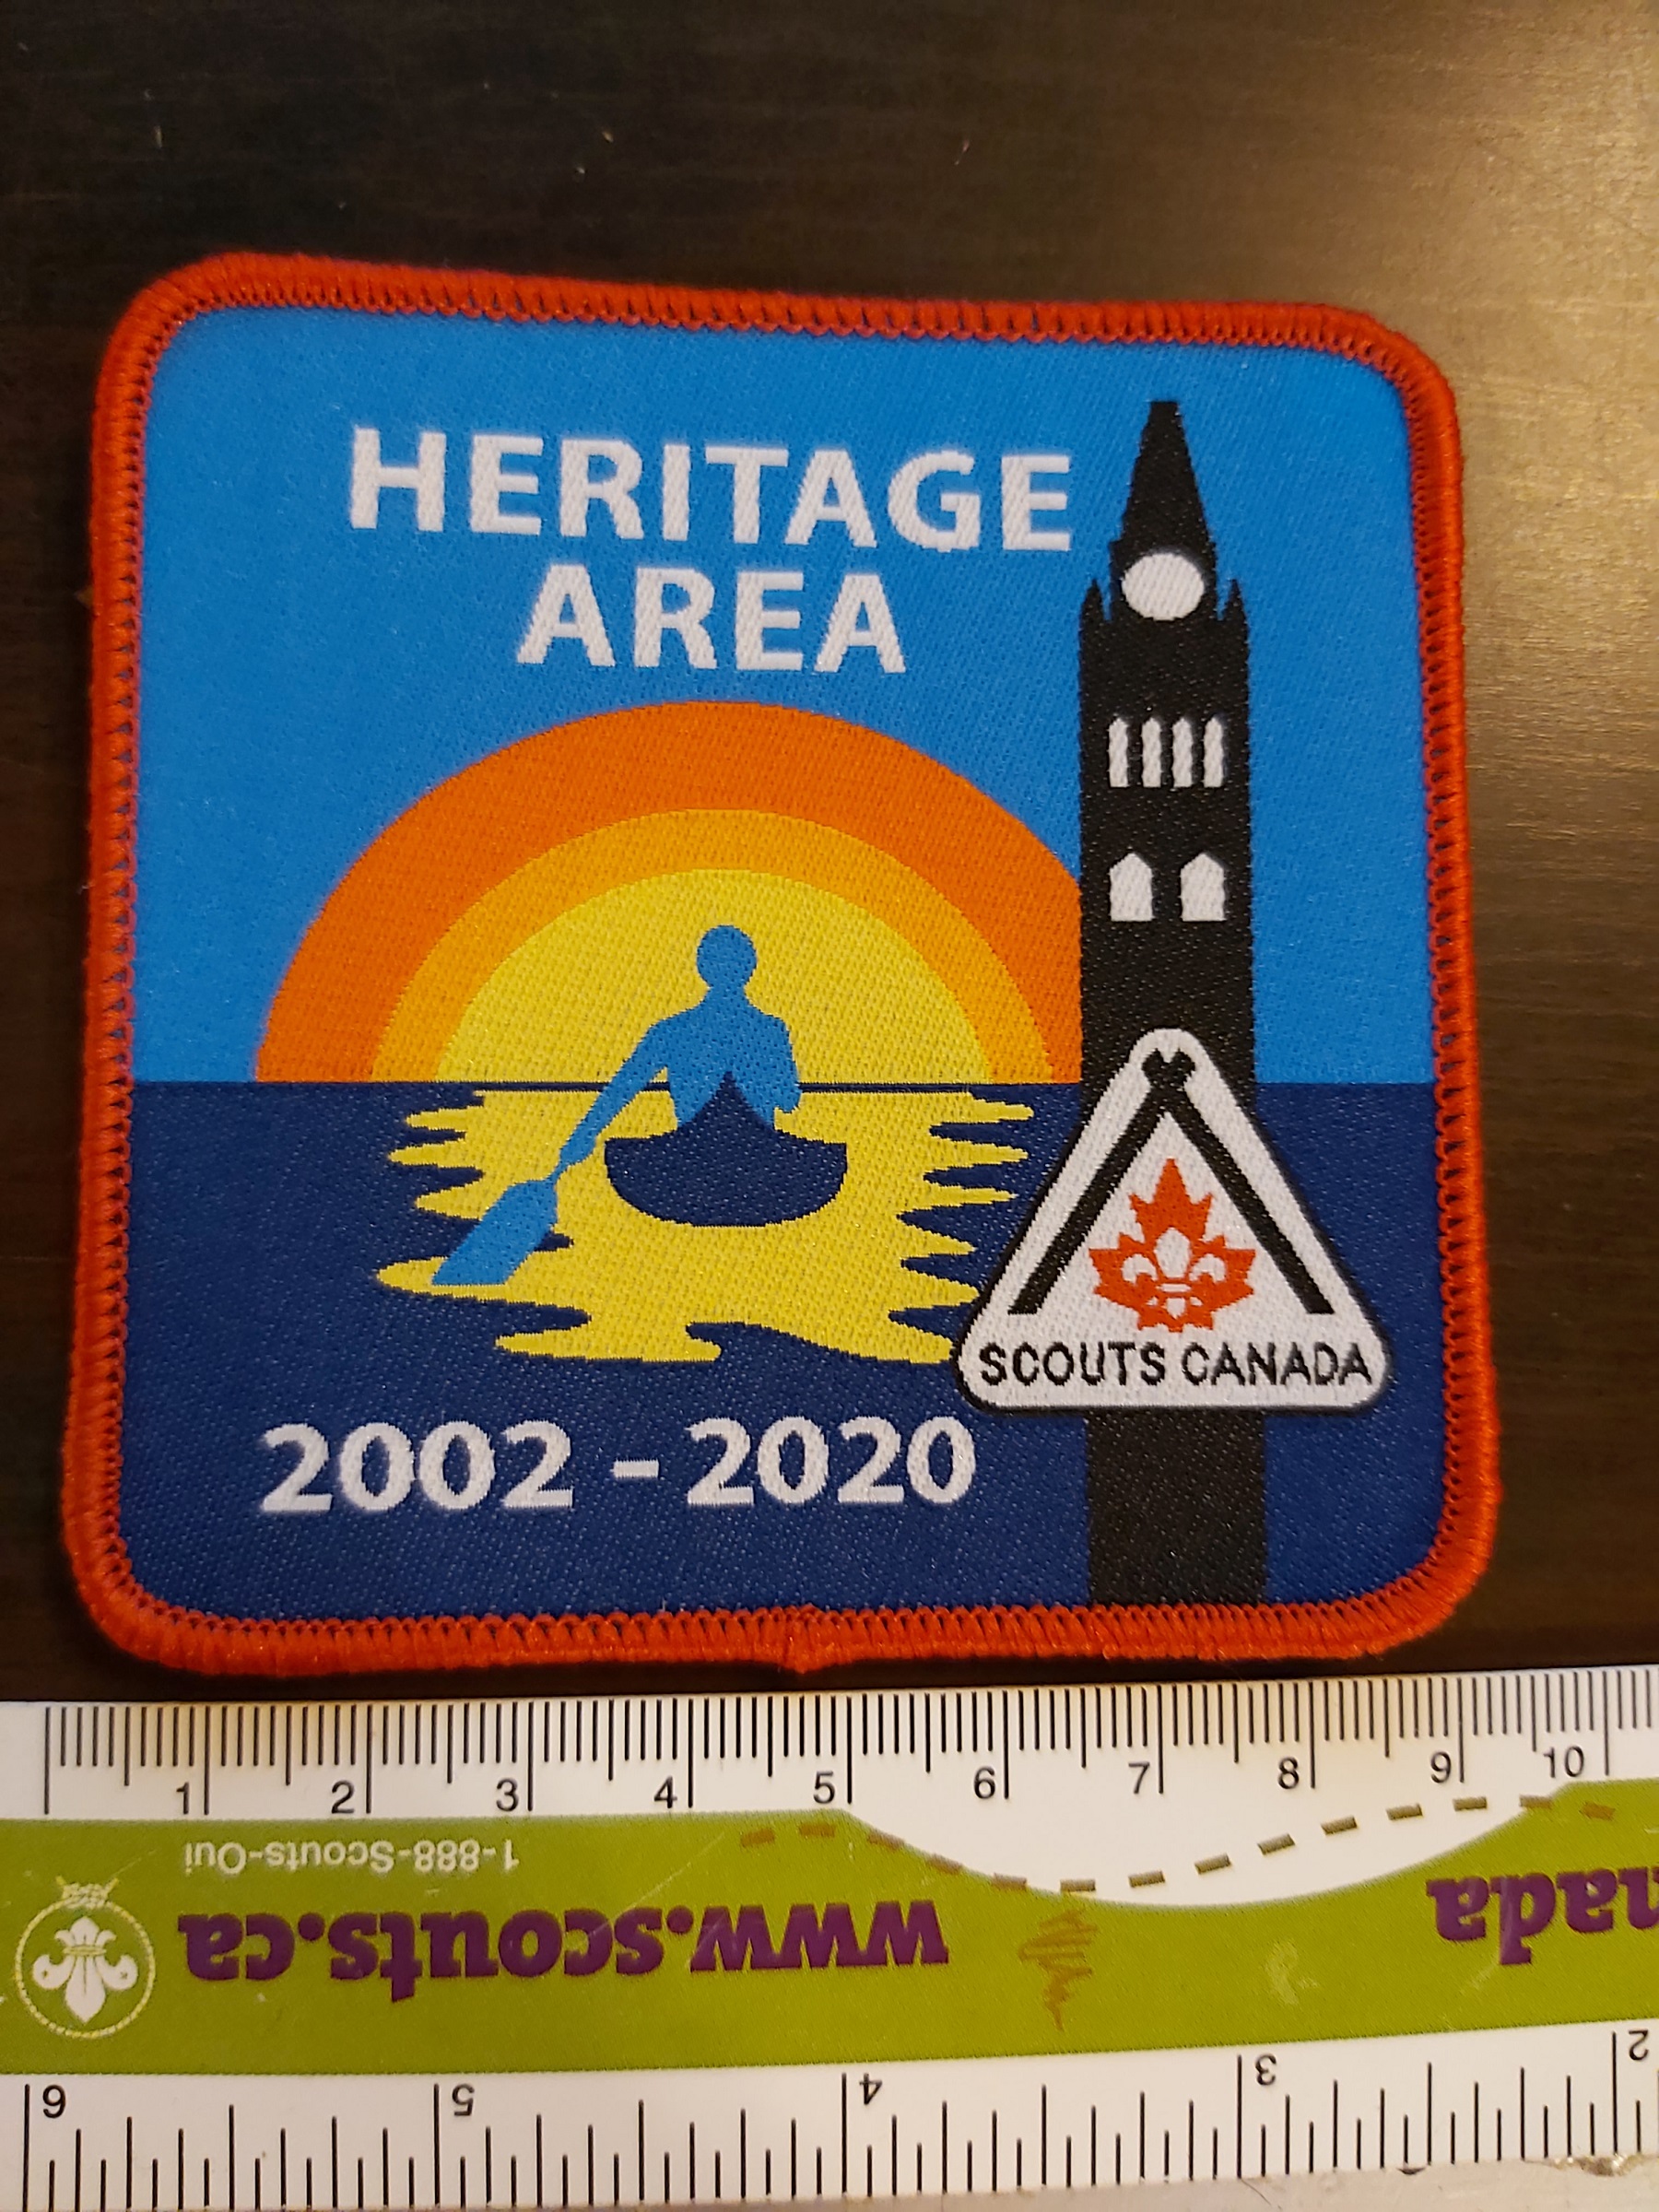 HERITAGE
AREA
SCOUTS CANADA
2002 - 2020
1 2 3 4 5 6 7 8 9 10
1-888-Scouts-Oui
www.scouts.ca
nada
6 5 4 3 2